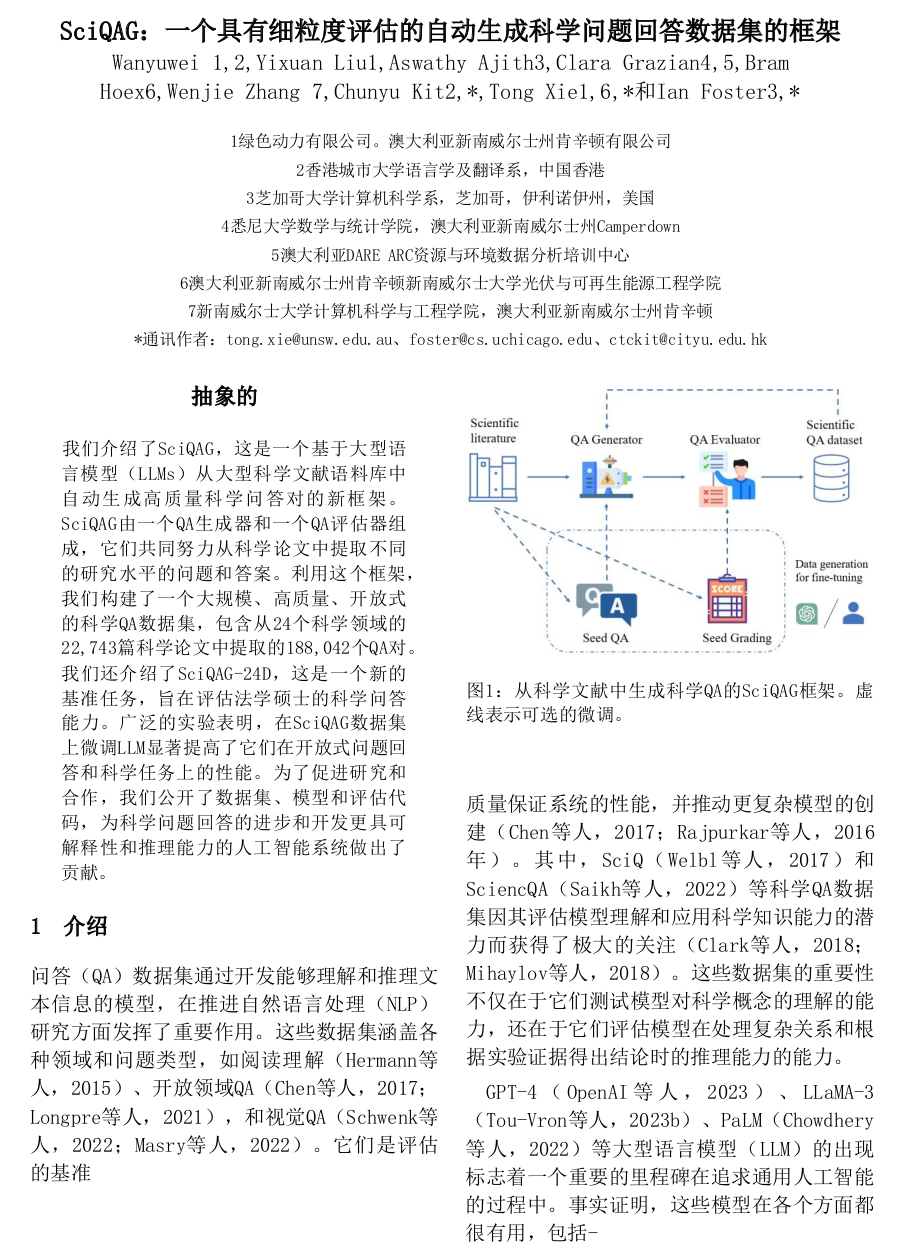 SciQAG：一个具有细粒度评估的自动生成科学问题回答数据集的框架
Wanyuwei 1,2,Yixuan Liu1,Aswathy Ajith3,Clara Grazian4,5,Bram
Hoex6,Wenjie Zhang 7,Chunyu Kit2,*,Tong Xie1,6,*和Ian Foster3,*
1绿色动力有限公司。澳大利亚新南威尔士州肯辛顿有限公司
2香港城市大学语言学及翻译系，中国香港
3芝加哥大学计算机科学系，芝加哥，伊利诺伊州，美国
4悉尼大学数学与统计学院，澳大利亚新南威尔士州Camperdown
5澳大利亚DARE ARC资源与环境数据分析培训中心
6澳大利亚新南威尔士州肯辛顿新南威尔士大学光伏与可再生能源工程学院
7新南威尔士大学计算机科学与工程学院，澳大利亚新南威尔士州肯辛顿
*通讯作者：tong.xie@unsw.edu.au、foster@cs.uchicago.edu、ctckit@cityu.edu.hk
抽象的
我们介绍了SciQAG，这是一个基于大型语
言模型（LLMs）从大型科学文献语料库中
自动生成高质量科学问答对的新框架。
SciQAG由一个QA生成器和一个QA评估器组
成，它们共同努力从科学论文中提取不同
的研究水平的问题和答案。利用这个框架，
我们构建了一个大规模、高质量、开放式
的科学QA数据集，包含从24个科学领域的
22,743篇科学论文中提取的188,042个QA对。
我们还介绍了SciQAG-24D，这是一个新的
基准任务，旨在评估法学硕士的科学问答
能力。广泛的实验表明，在SciQAG数据集
上微调LLM显著提高了它们在开放式问题回
答和科学任务上的性能。为了促进研究和
合作，我们公开了数据集、模型和评估代
码，为科学问题回答的进步和开发更具可
解释性和推理能力的人工智能系统做出了
贡献。
1 介绍
问答（QA）数据集通过开发能够理解和推理文
本信息的模型，在推进自然语言处理（NLP）
研究方面发挥了重要作用。这些数据集涵盖各
种领域和问题类型，如阅读理解（Hermann等
人，2015）、开放领域QA（Chen等人，2017；
Longpre等人，2021），和视觉QA（Schwenk等
人，2022；Masry等人，2022）。它们是评估
的基准
Scientific
literature
QA Generator
QA Evaluator
Scientific
QA dataset
Q
A
Seed QA
SCORE
Seed Grading
Data generation
for fine-tuning
图1：从科学文献中生成科学QA的SciQAG框架。虚
线表示可选的微调。
质量保证系统的性能，并推动更复杂模型的创
建（Chen等人，2017；Rajpurkar等人，2016
年）。其中，SciQ（Welbl等人，2017）和
SciencQA（Saikh等人，2022）等科学QA数据
集因其评估模型理解和应用科学知识能力的潜
力而获得了极大的关注（Clark等人，2018；
Mihaylov等人，2018）。这些数据集的重要性
不仅在于它们测试模型对科学概念的理解的能
力，还在于它们评估模型在处理复杂关系和根
据实验证据得出结论时的推理能力的能力。
GPT-4（OpenAI等人，2023）、LLaMA-3
（Tou-Vron等人，2023b）、PaLM（Chowdhery
等人，2022）等大型语言模型（LLM）的出现
标志着一个重要的里程碑在追求通用人工智能
的过程中。事实证明，这些模型在各个方面都
很有用，包括-